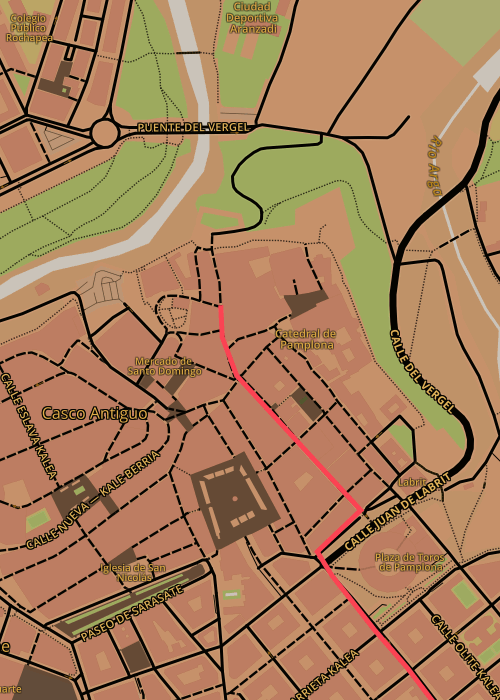 Ciudad
Deportiva
Aranzadi
Colegio
Público
Rochapea
PUENTE DEL VERGEL
Río Arga
Catedral de
Pamplona
CALLE DEL VERGEL
Mercado de
Santo Domingo
CALLE ESLAVA KALEA
Casco Antiguo
CALLE NUEVA — KALE BERRIA
Labrit
CALLE JUAN DE LABRIT
Plaza de Toros
de Pamplona
Iglesia de San
Nicolás
PASEO DE SARASATE
ARRIETA KALEA
CALLE OLITE KA